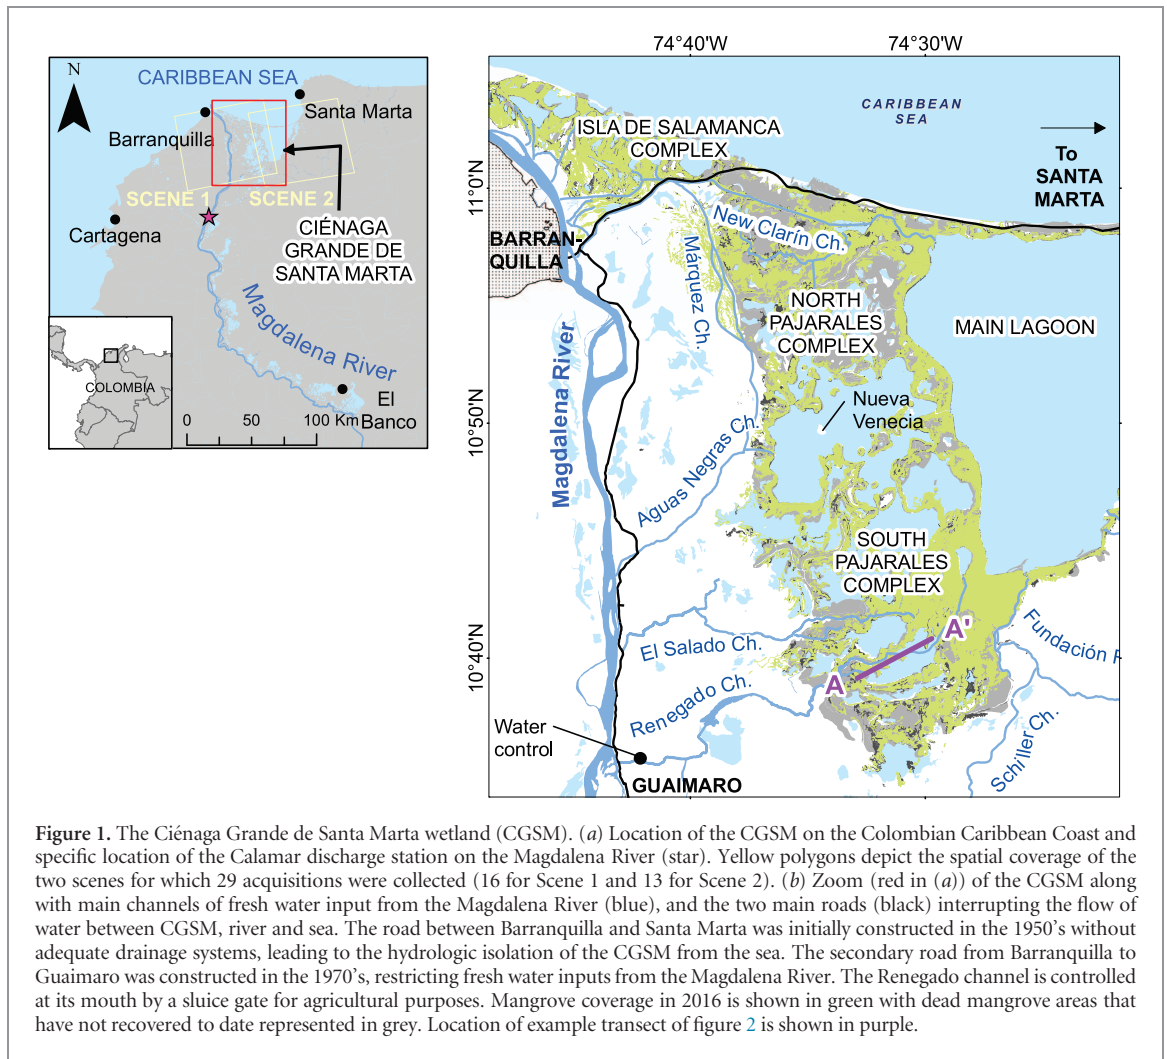 N
CARIBBEAN SEA
Santa Marta
Barranquilla
SCENE 1
SCENE 2
Cartagena
CIÉNAGA
GRANDE DE
SANTA MARTA
Magdalena River
COLOMBIA
El
Banco
0 50 100 Km
74°40'W 74°30'W
11°0'N
10°50'N
10°40'N
CARIBBEAN
SEA
ISLA DE SALAMANCA
COMPLEX
To
SANTA
MARTA
New Clarín Ch.
BARRAN-
QUILLA
Márquez Ch.
NORTH
PAJARALES
COMPLEX
MAIN LAGOON
Magdalena River
Nueva
Venecia
Aguas Negras Ch.
SOUTH
PAJARALES
COMPLEX
A'
Fundación R
El Salado Ch.
A
Renegado Ch.
Water
control
Schiller Ch.
GUAIMARO
Figure 1. The Ciénaga Grande de Santa Marta wetland (CGSM). (a) Location of the CGSM on the Colombian Caribbean Coast and
specific location of the Calamar discharge station on the Magdalena River (star). Yellow polygons depict the spatial coverage of the
two scenes for which 29 acquisitions were collected (16 for Scene 1 and 13 for Scene 2). (b) Zoom (red in (a)) of the CGSM along
with main channels of fresh water input from the Magdalena River (blue), and the two main roads (black) interrupting the flow of
water between CGSM, river and sea. The road between Barranquilla and Santa Marta was initially constructed in the 1950's without
adequate drainage systems, leading to the hydrologic isolation of the CGSM from the sea. The secondary road from Barranquilla to
Guaimaro was constructed in the 1970's, restricting fresh water inputs from the Magdalena River. The Renegado channel is controlled
at its mouth by a sluice gate for agricultural purposes. Mangrove coverage in 2016 is shown in green with dead mangrove areas that
have not recovered to date represented in grey. Location of example transect of figure 2 is shown in purple.